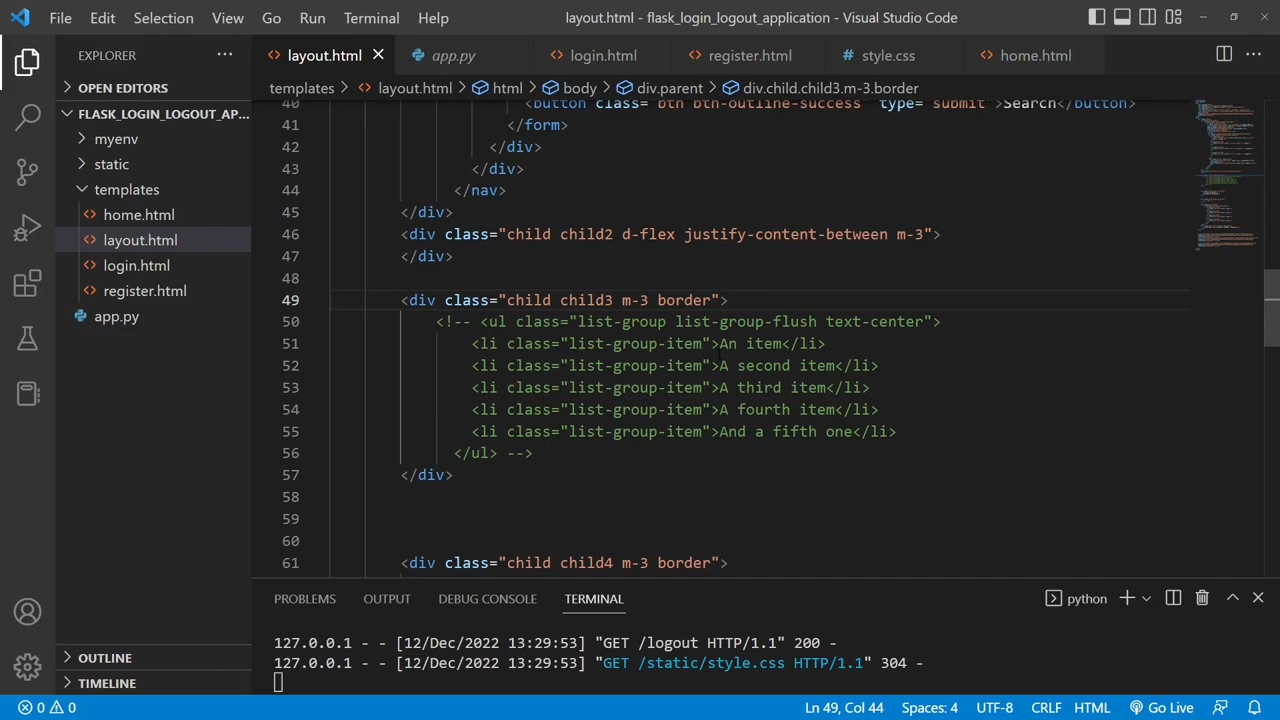 File Edit Selection View Go Run Terminal Help layout.html - flask_login_logout_application - Visual Studio Code
EXPLORER
OPEN EDITORS
FLASK_LOGIN_LOGOUT_AP...
myenv
static
templates
home.html
layout.html
login.html
register.html
app.py
OUTLINE
TIMELINE
layout.html app.py login.html register.html style.css home.html
templates > layout.html > html > body > div.parent > div.child.child3.m-3.border
40 <button class="btn btn-outline-success" type="submit">Search</button>
41 </form>
42 </div>
43 </div>
44 </nav>
45 </div>
46 <div class="child child2 d-flex justify-content-between m-3">
47 </div>
48
49 <div class="child child3 m-3 border">
50 <!-- <ul class="list-group list-group-flush text-center">
51 <li class="list-group-item">An item</li>
52 <li class="list-group-item">A second item</li>
53 <li class="list-group-item">A third item</li>
54 <li class="list-group-item">A fourth item</li>
55 <li class="list-group-item">And a fifth one</li>
56 </ul> -->
57 </div>
58
59
60
61 <div class="child child4 m-3 border">
PROBLEMS OUTPUT DEBUG CONSOLE TERMINAL python
127.0.0.1 - - [12/Dec/2022 13:29:53] "GET /logout HTTP/1.1" 200 -
127.0.0.1 - - [12/Dec/2022 13:29:53] "GET /static/style.css HTTP/1.1" 304 -
0 0 Ln 49, Col 44 Spaces: 4 UTF-8 CRLF HTML Go Live